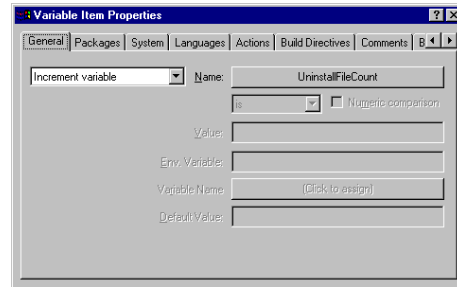 Variable Item Properties
General Packages System Languages Actions Build Directives Comments B
Increment variable Name: UninstallFileCount
is Numeric comparison
Value:
Env. Variable:
Variable Name (Click to assign)
Default Value: